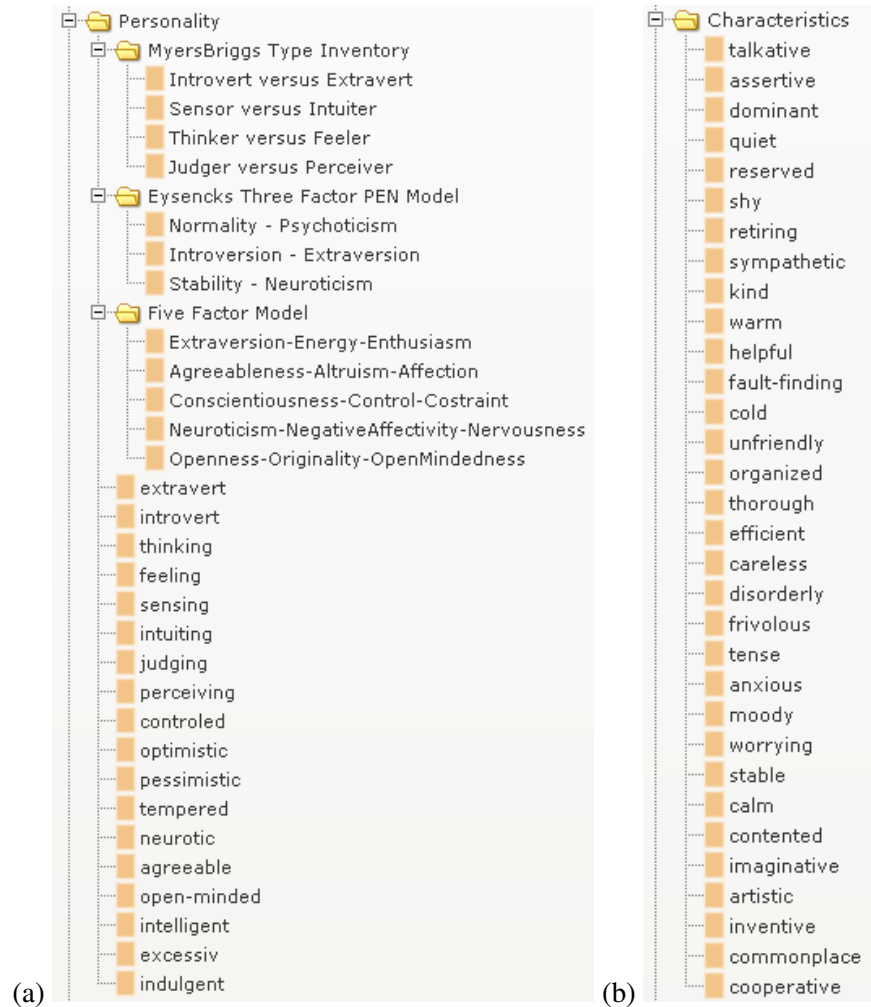 Personality
MyersBriggs Type Inventory
Introvert versus Extravert
Sensor versus Intuiter
Thinker versus Feeler
Judger versus Perceiver
Eysencks Three Factor PEN Model
Normality - Psychoticism
Introversion - Extraversion
Stability - Neuroticism
Five Factor Model
Extraversion-Energy-Enthusiasm
Agreeableness-Altruism-Affection
Conscientiousness-Control-Costraint
Neuroticism-NegativeAffectivity-Nervousness
Openness-Originality-OpenMindedness
extravert
introvert
thinking
feeling
sensing
intuiting
judging
perceiving
controled
optimistic
pessimistic
tempered
neurotic
agreeable
open-minded
intelligent
excessiv
indulgent
(a)
Characteristics
talkative
assertive
dominant
quiet
reserved
shy
retiring
sympathetic
kind
warm
helpful
fault-finding
cold
unfriendly
organized
thorough
efficient
careless
disorderly
frivolous
tense
anxious
moody
worrying
stable
calm
contented
imaginative
artistic
inventive
commonplace
cooperative
(b)